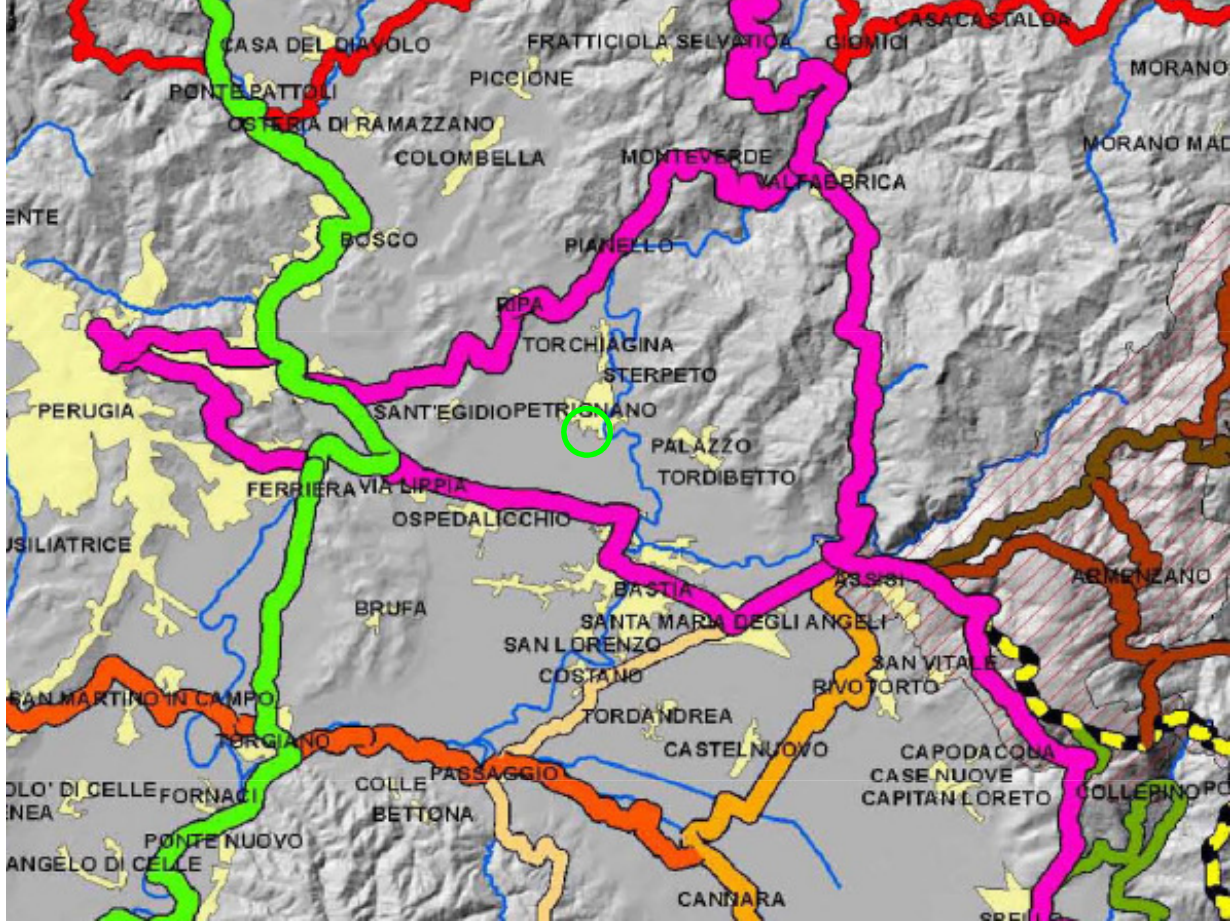 CASACASTALDA
CASA DEL DIAVOLO
FRATTICIOLA SELVATICA
GIOMICI
PICCIONE
MORANO
PONTE PATTOLI
OSTERIA DI RAMAZZANO
COLOMBELLA
MONTEVERDE
MORANO MAD
VALFABBRICA
ENTE
BOSCO
PIANELLO
RIPA
TORCHIAGINA
STERPETO
PERUGIA
SANT'EGIDIO
PETRIGNANO
PALAZZO
TORDIBETTO
FERRIERA
VIA LIPPIA
OSPEDALICCHIO
USILIATRICE
ASSISI
ARMENZANO
BASTIA
BRUFA
SANTA MARIA DEGLI ANGELI
SAN LORENZO
SAN VITALE
COSTANO
RIVOTORTO
SAN MARTINO IN CAMPO
TORDANDREA
TORGIANO
CASTELNUOVO
CAPODACQUA
PASSAGGIO
CASE NUOVE
COLLE
OLO' DI CELLE
FORNACI
CAPITAN LORETO
COLLEPINO
PO
ENEA
BETTONA
PONTE NUOVO
ANGELO DI CELLE
CANNARA
SPELLO